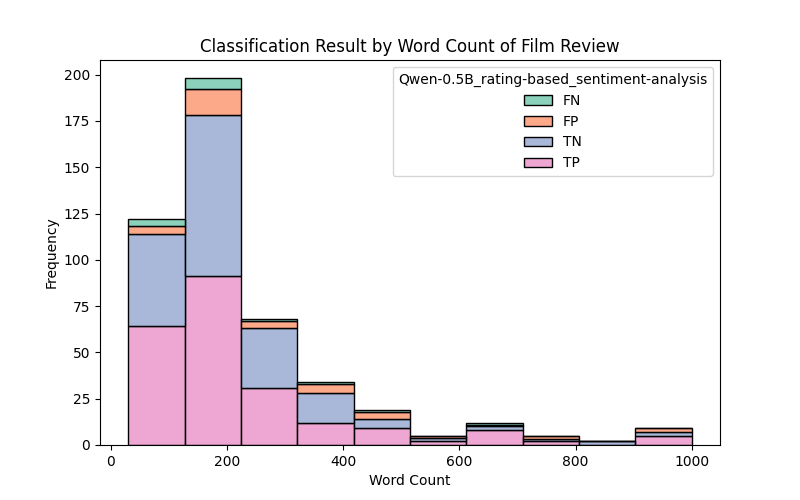 Classification Result by Word Count of Film Review
Qwen-0.5B_rating-based_sentiment-analysis
FN
FP
TN
TP
200
175
150
125
100
75
50
25
0
Frequency
0 200 400 600 800 1000
Word Count